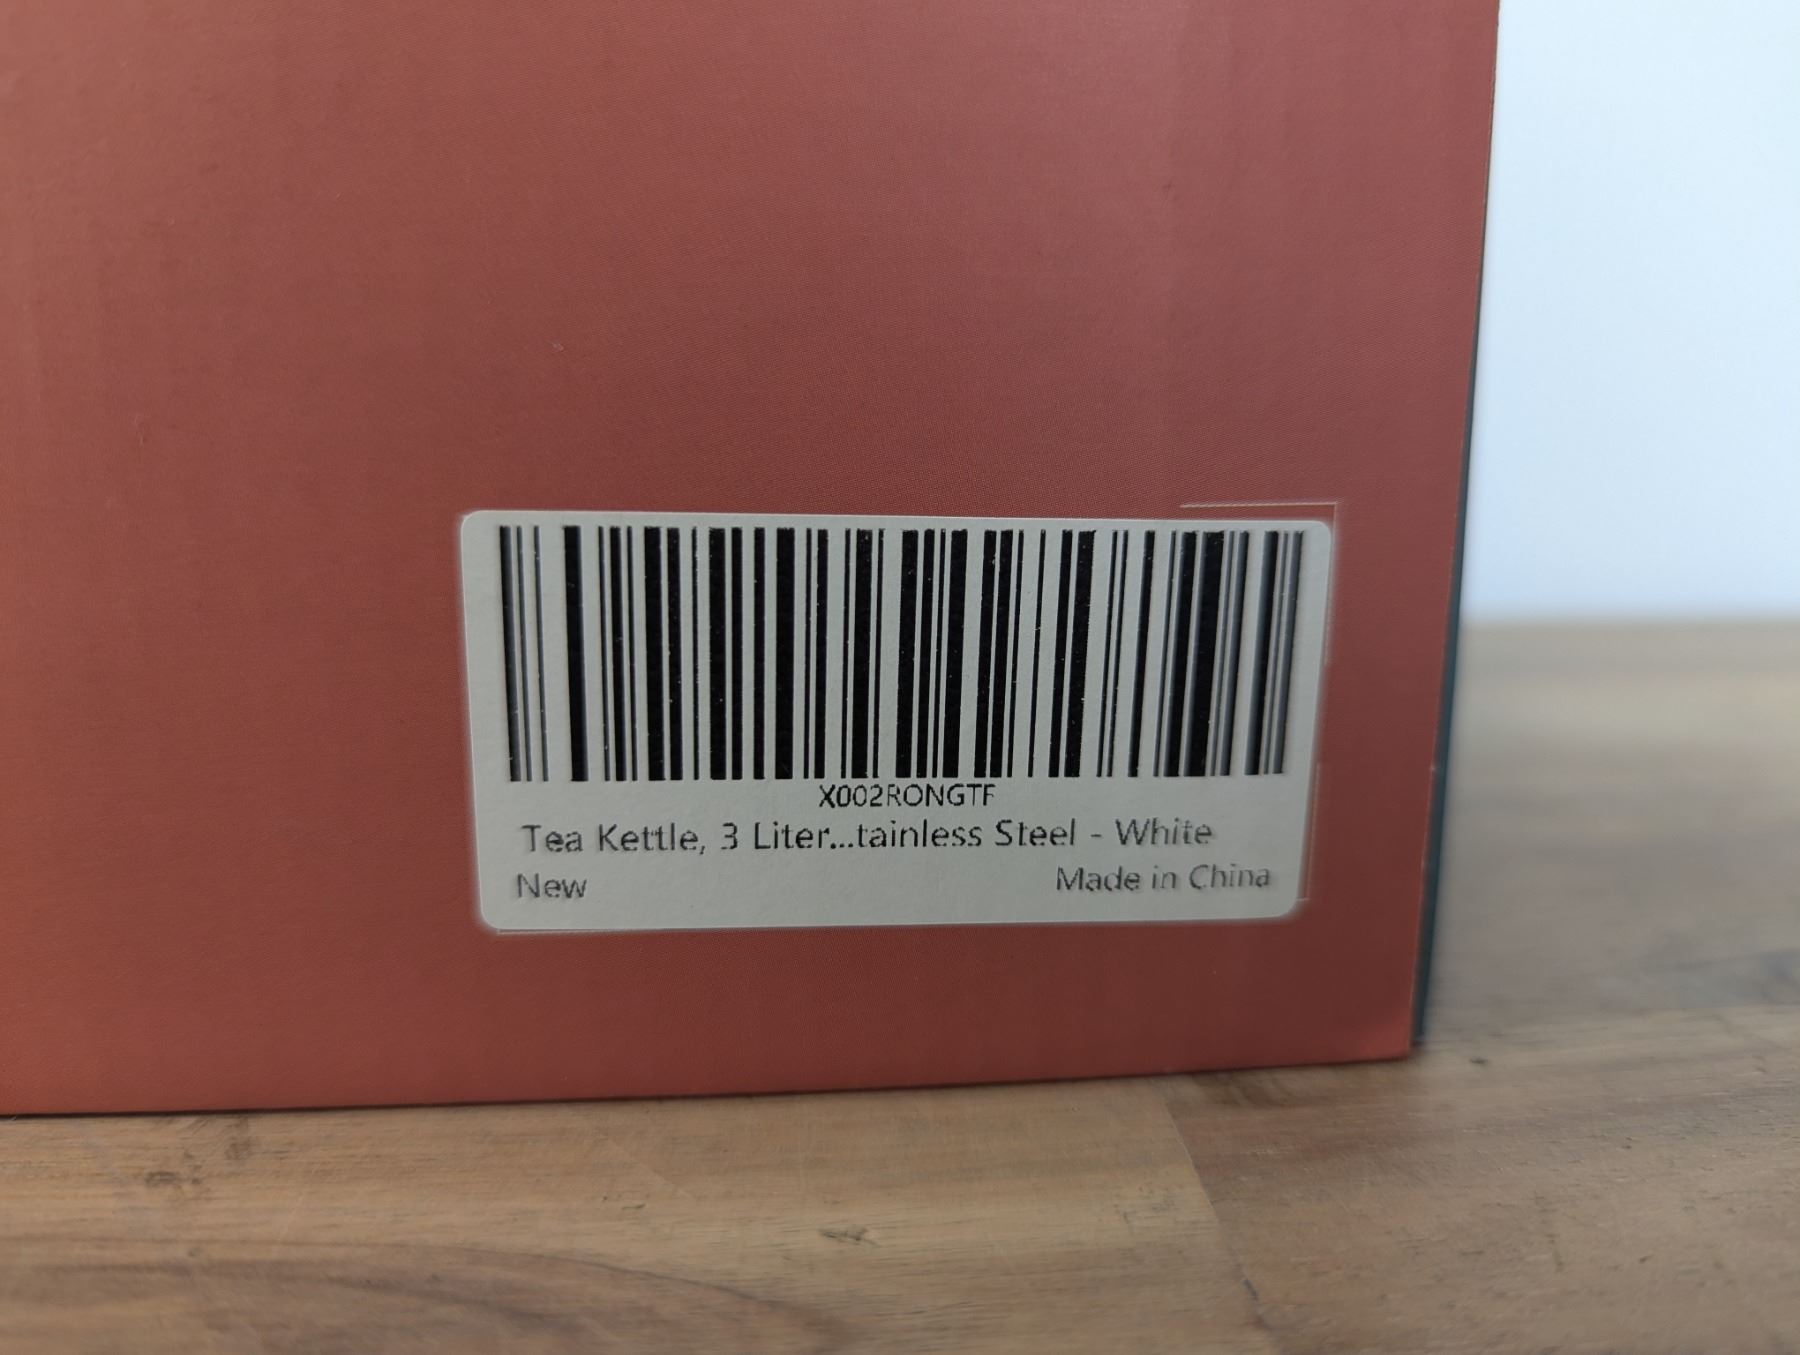 X002RONGTF
Tea Kettle, 3 Liter...tainless Steel - White
New
Made in China